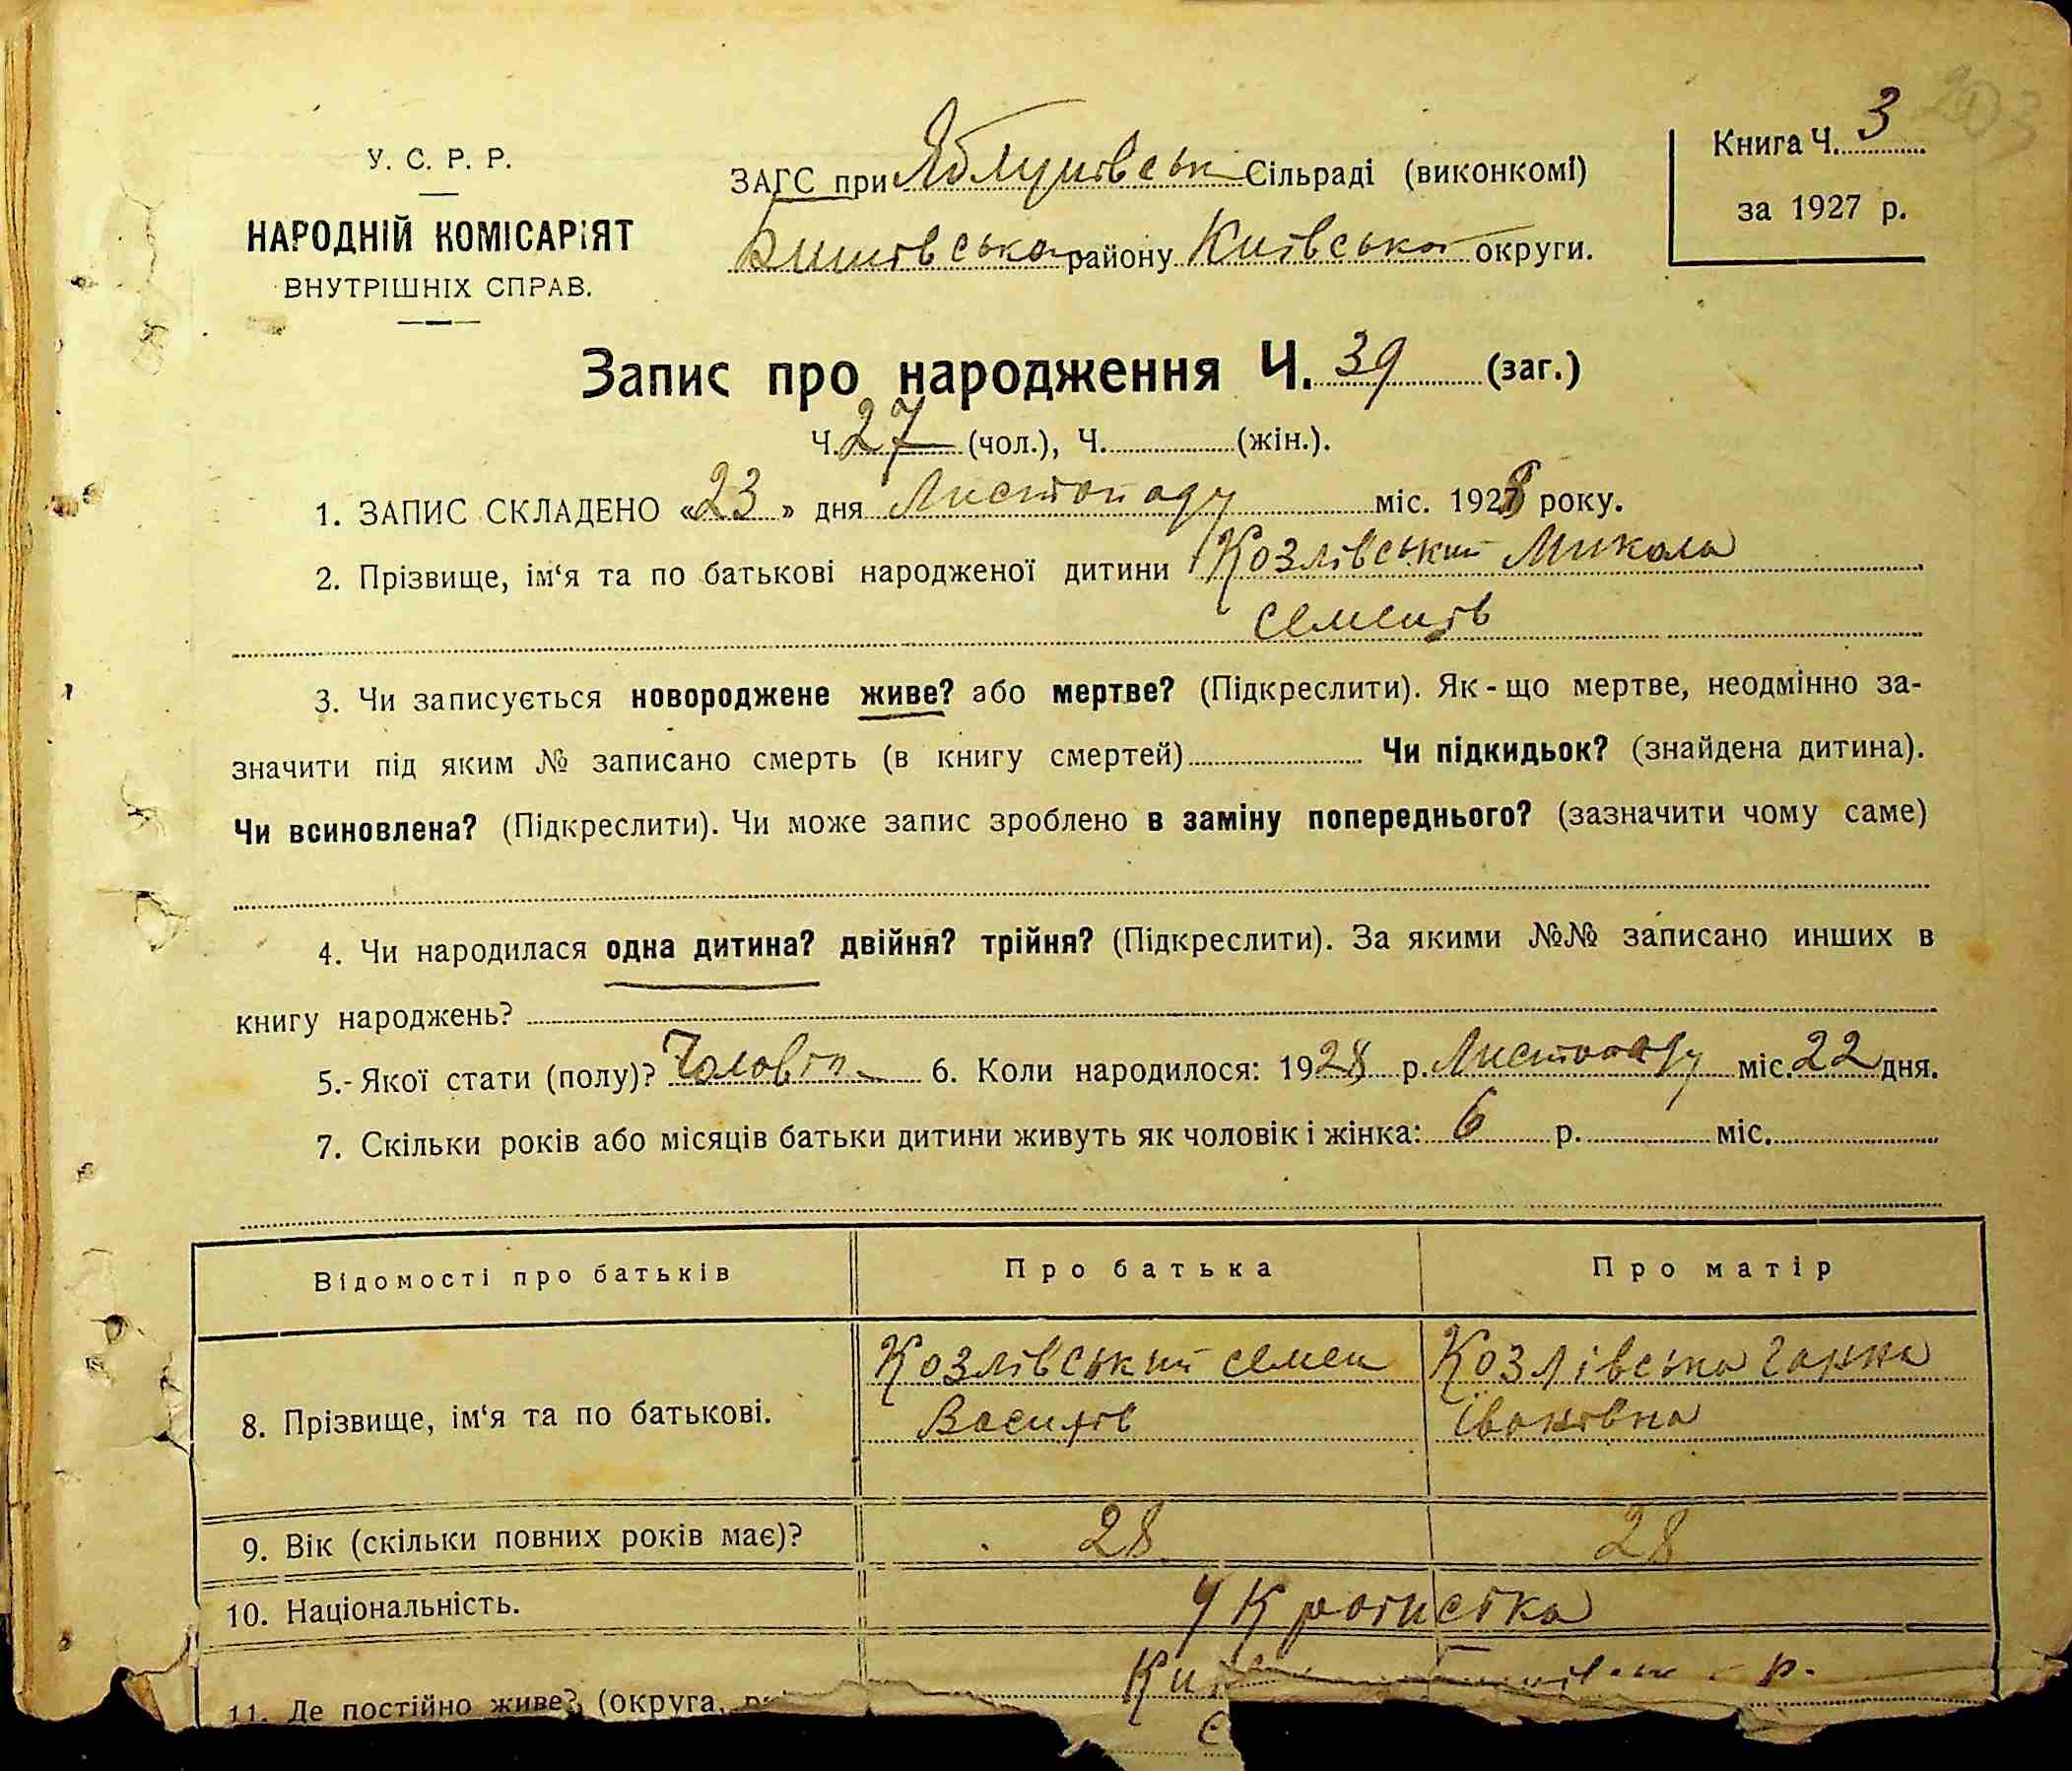 У. С. Р. Р.
НАРОДНІЙ КОМІСАРІЯТ
ВНУТРІШНІХ СПРАВ.
ЗАГС при Яблунівськ Сільраді (виконкомі)
Бишівського району Київської округи.
Книга Ч. 3
за 1927 р.
Запис про народження Ч. 39 (заг.)
Ч. 27 (чол.), Ч. (жін.).
1. ЗАПИС СКЛАДЕНО «23» дня Листопаду міс. 1928 року.
2. Прізвище, ім‘я та по батькові народженої дитини Козлівський Микола
Семенів
3. Чи записується новороджене живе? або мертве? (Підкреслити). Як-що мертве, неодмінно за-
значити під яким № записано смерть (в книгу смертей) Чи підкидьок? (знайдена дитина).
Чи всиновлена? (Підкреслити). Чи може запис зроблено в заміну попереднього? (зазначити чому саме)
4. Чи народилася одна дитина? двійня? трійня? (Підкреслити). За якими №№ записано инших в
книгу народжень?
5.- Якої стати (полу)? Чоловіч. 6. Коли народилося: 1928 р. Листопаду міс. 22 дня.
7. Скільки років або місяців батьки дитини живуть як чоловік і жінка: 6 р. міс.
Відомості про батьків Про батька Про матір
8. Прізвище, ім‘я та по батькові. Козлівський Семен Козлівська Ганна
Василів Іванівна
9. Вік (скільки повних років має)? 28 28
10. Національність. Українська
11. Де постійно живе? (округа, р.